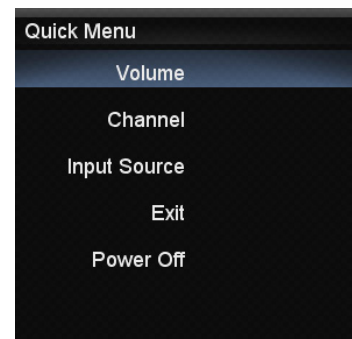 Quick Menu
Volume
Channel
Input Source
Exit
Power Off